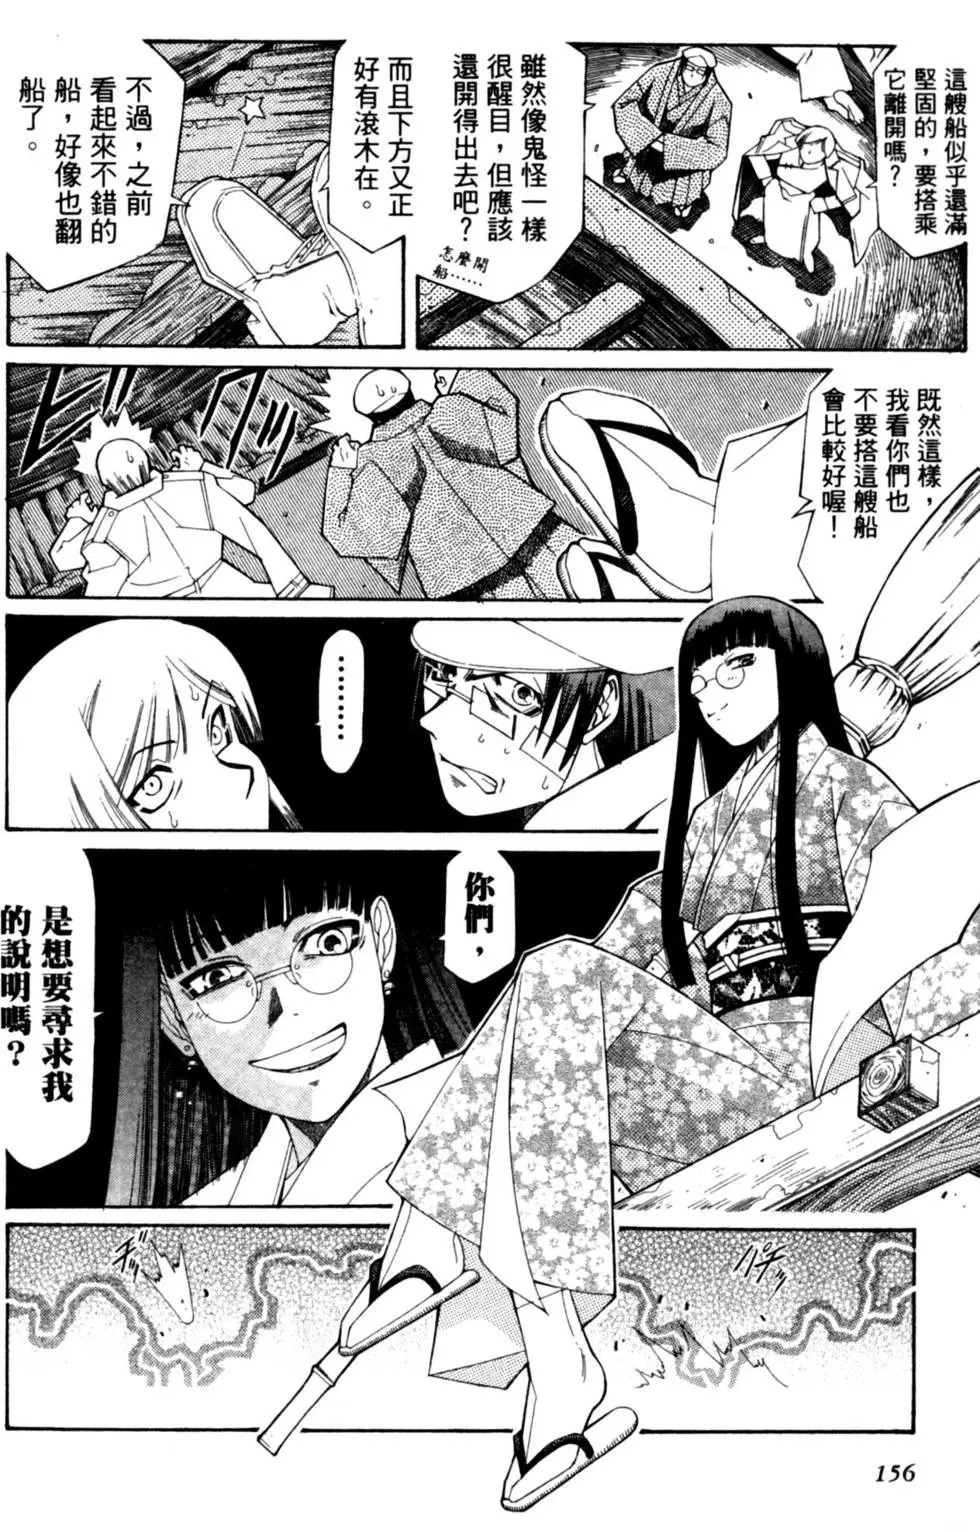 這艘船似乎還滿
堅固的，要搭乘
它離開嗎？
雖然像鬼怪一樣
很醒目，但應該
還開得出去吧？
怎麼開
船……
而且下方又正
好有滾木在。
不過，之前
看起來不錯的
船，好像也翻
船了。
既然這樣，
我看你們也
不要搭這艘船
會比較好喔！
………
你們，
是想要尋求我
的說明嗎？
パチ
156